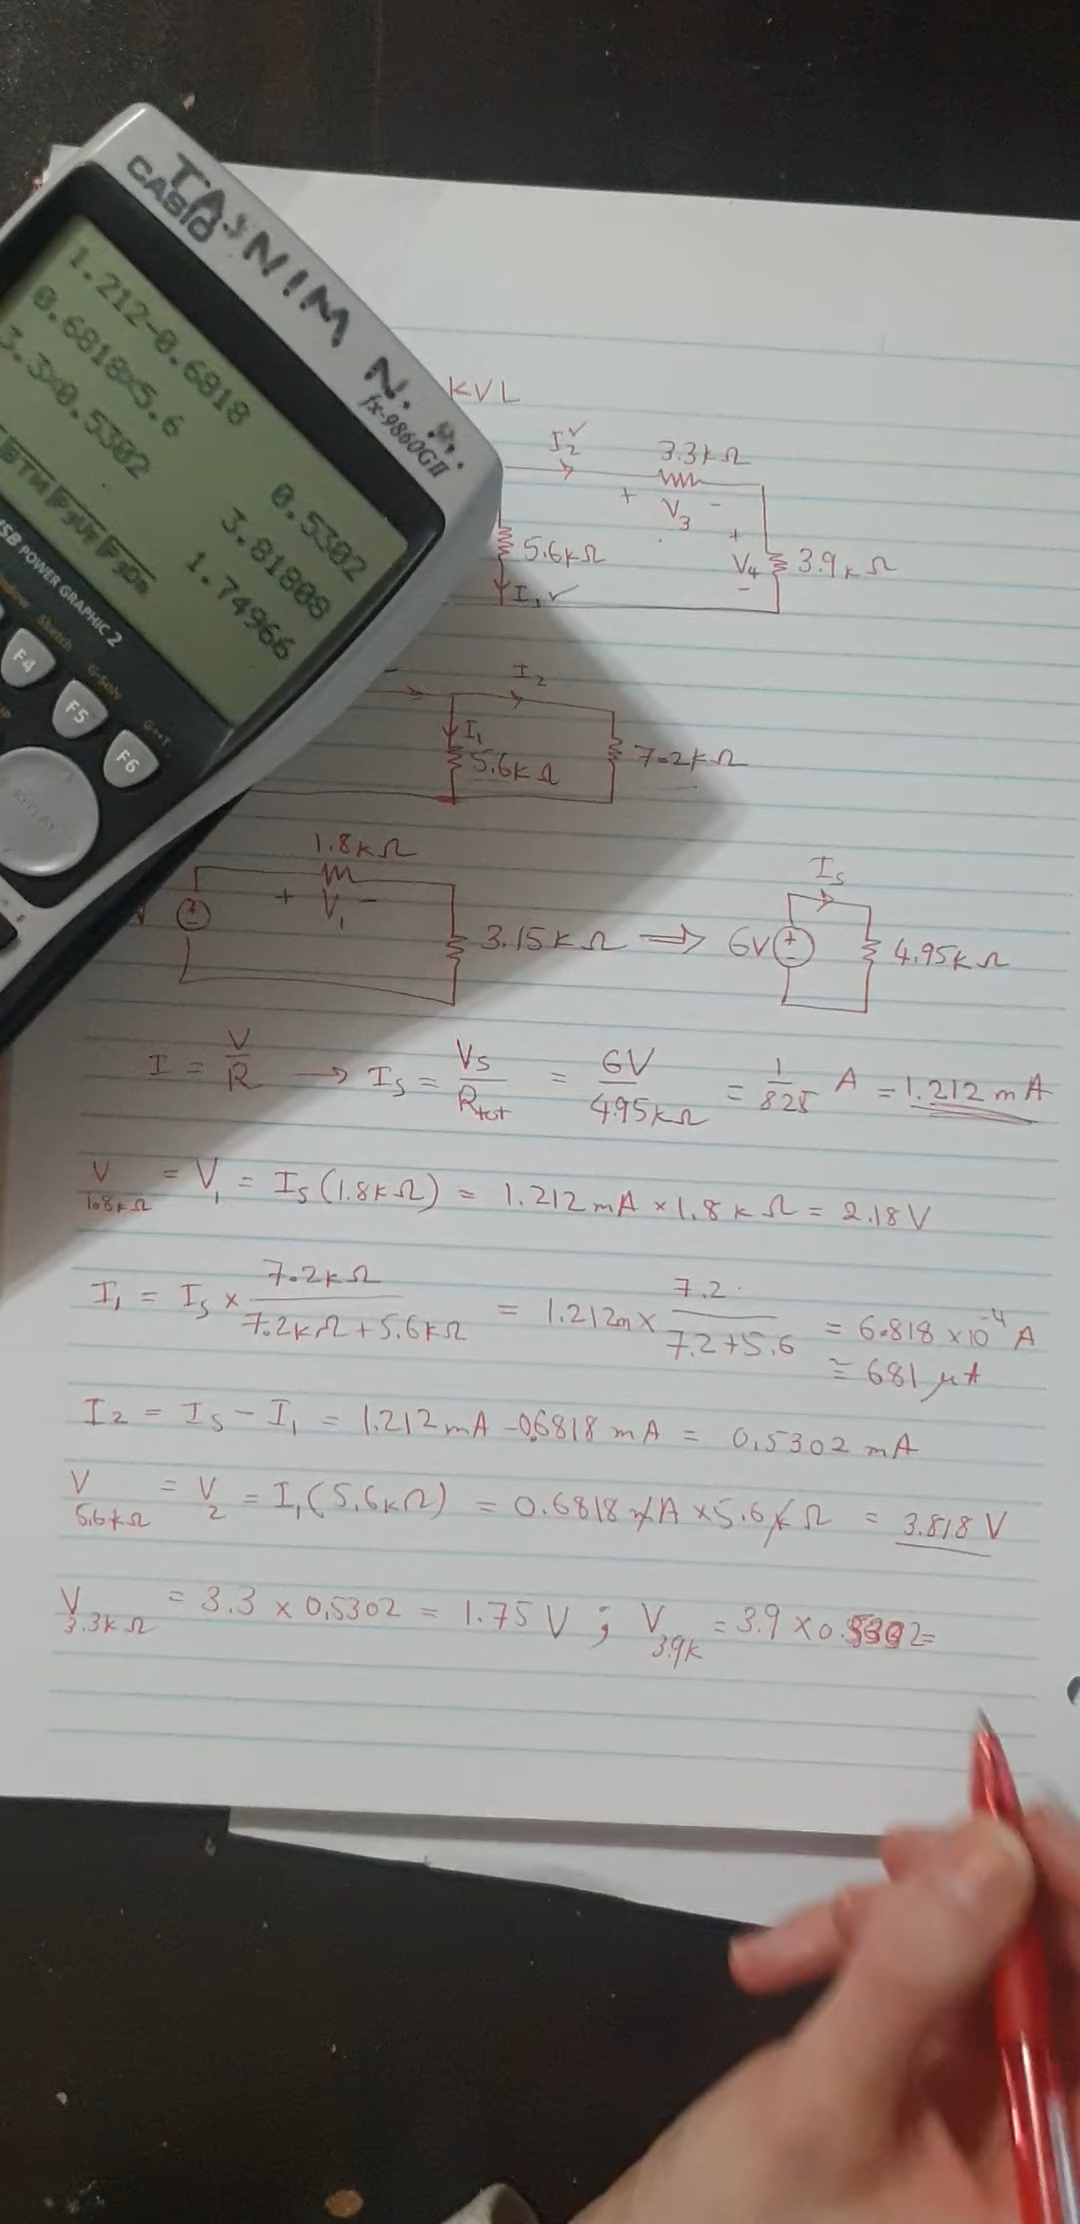 TASNIM N.
CASIO
fx-9860GII
1.212-0.6818
0.5302
0.6818×5.6
3.81808
3.3×0.5302
1.74966
USB POWER GRAPHIC 2
Sketch
G-Solv
G↔T
F4
F5
F6
REPLAY
KVL
I2 ✓
3.3kΩ
+ V3 -
5.6kΩ
+ V4 -
3.9kΩ
I1 ✓
I2
I1
5.6kΩ
7.2kΩ
1.8kΩ
+ V1 -
3.15kΩ ⇒ 6V
Is
4.95kΩ
I = V/R → Is = Vs/Rtot = 6V/4.95kΩ = 1/825 A = 1.212 mA
V1.8kΩ = V1 = Is(1.8kΩ) = 1.212 mA × 1.8 kΩ = 2.18V
I1 = Is × 7.2kΩ/(7.2kΩ+5.6kΩ) = 1.212m × 7.2/(7.2+5.6) = 6.818 ×10⁻⁴ A
≅ 681 μA
I2 = Is - I1 = 1.212 mA - 0.6818 mA = 0.5302 mA
V5.6kΩ = V2 = I1(5.6kΩ) = 0.6818 mA × 5.6 kΩ = 3.818 V
V3.3kΩ = 3.3 × 0.5302 = 1.75 V ; V3.9k = 3.9 × 0.5302 =